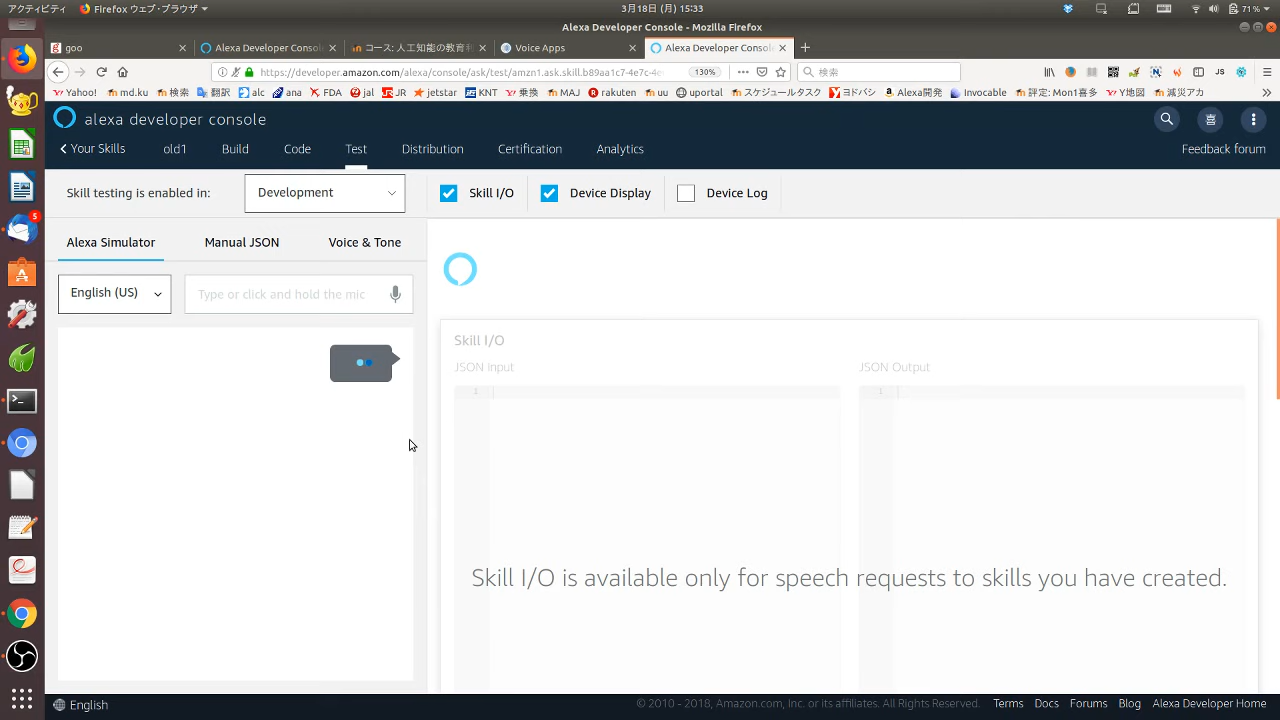 アクティビティ Firefox ウェブ・ブラウザ 3月18日 (月) 15:33 71%
Alexa Developer Console - Mozilla Firefox
goo Alexa Developer Consol コース: 人工知能の教育利 Voice Apps Alexa Developer Consol
https://developer.amazon.com/alexa/console/ask/test/amzn1.ask.skill.b89aa1c7-4e7c-4e 130% 検索
Yahoo! md.ku 検索 翻訳 alc ana FDA jal JR jetstar KNT 乗換 MAJ rakuten uu uportal スケジュールタスク ヨドバシ Alexa開発 Invocable 評定: Mon1喜多 Y地図 減災アカ
alexa developer console
Your Skills old1 Build Code Test Distribution Certification Analytics Feedback forum
Skill testing is enabled in: Development Skill I/O Device Display Device Log
Alexa Simulator Manual JSON Voice & Tone
English (US) Type or click and hold the mic
Skill I/O
JSON Input JSON Output
1 1
Skill I/O is available only for speech requests to skills you have created.
English © 2010 - 2018, Amazon.com, Inc. or its affiliates. All Rights Reserved. Terms Docs Forums Blog Alexa Developer Home